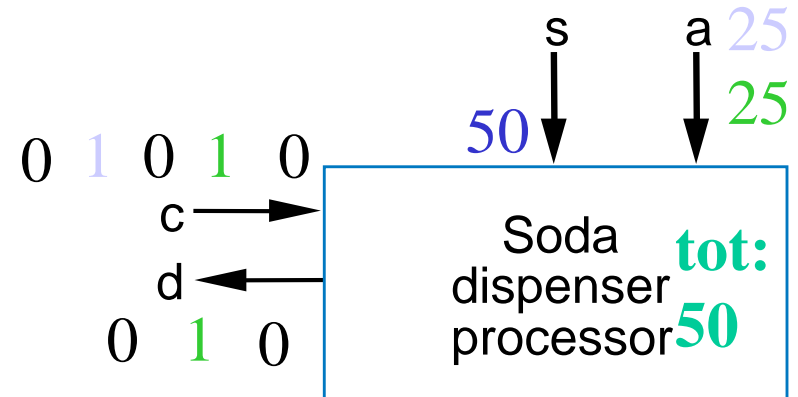 s a 25
25
50
0 1 0 1 0
c
Soda
dispenser
processor
tot:
50
d
0 1 0